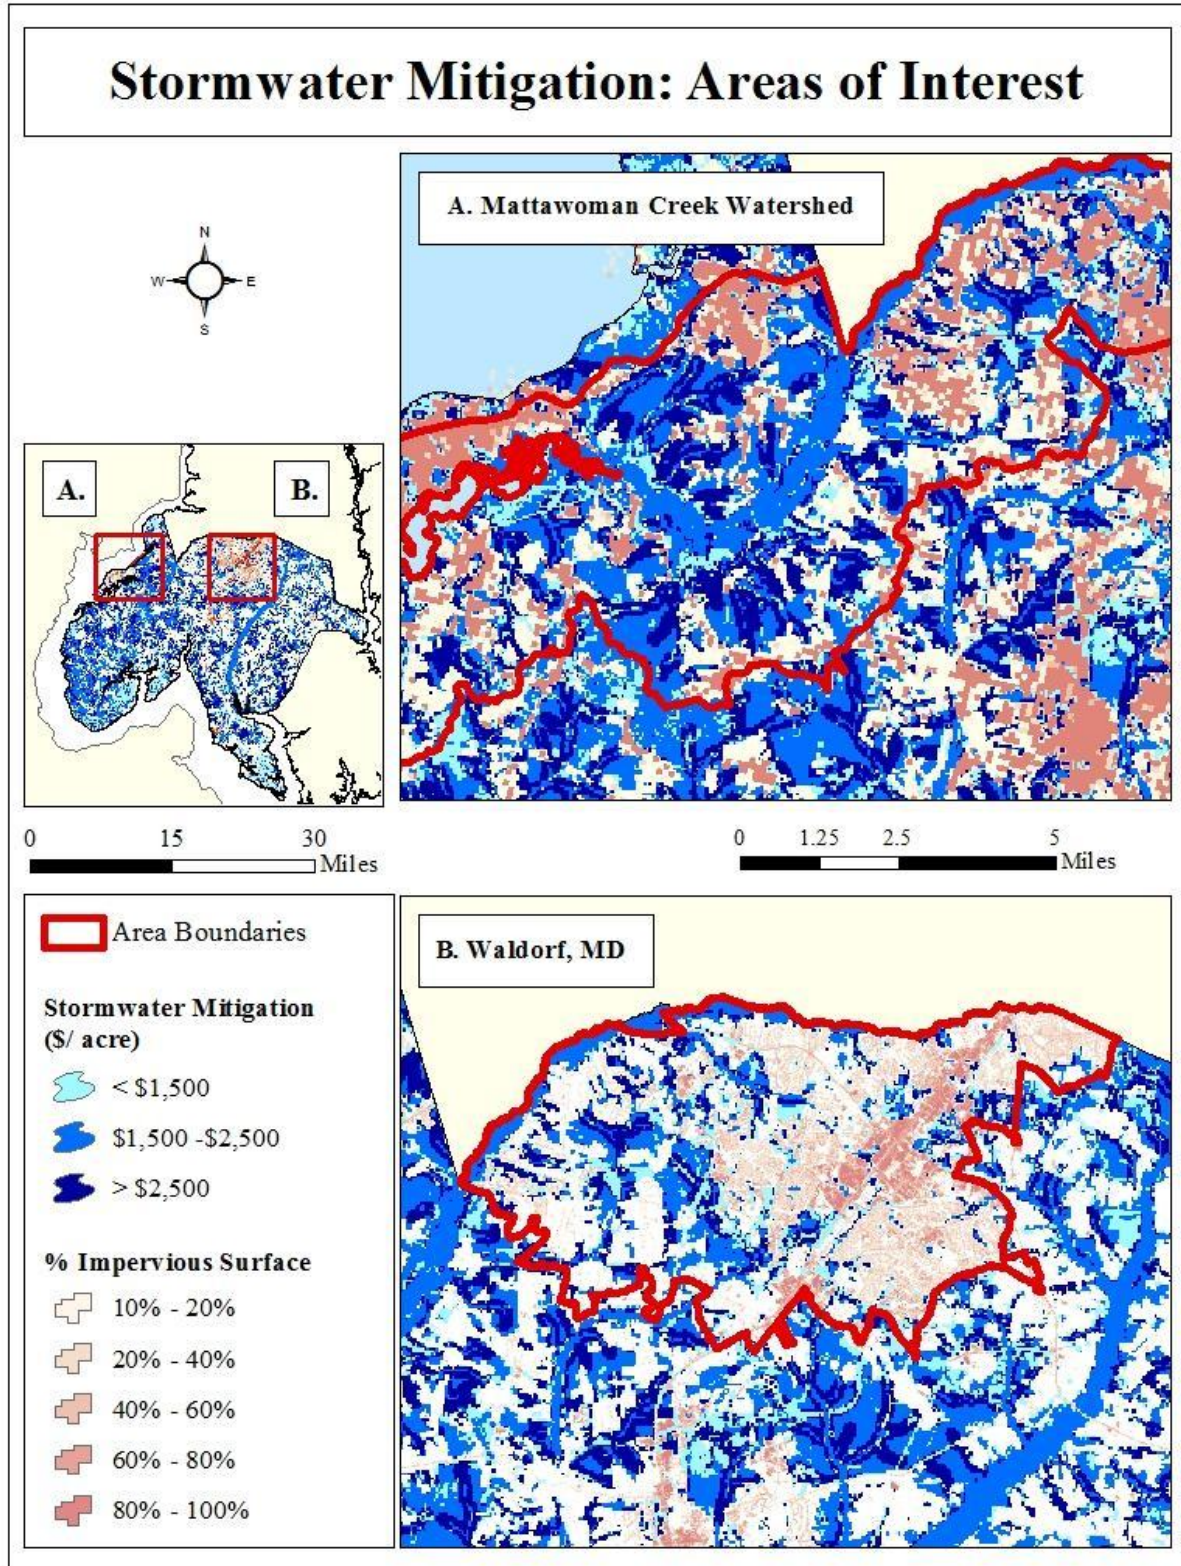 Stormwater Mitigation: Areas of Interest
A. Mattawoman Creek Watershed
N
W E
S
A. B.
0 15 30
Miles
0 1.25 2.5 5
Miles
Area Boundaries
Stormwater Mitigation
($/ acre)
< $1,500
$1,500 -$2,500
> $2,500
% Impervious Surface
10% - 20%
20% - 40%
40% - 60%
60% - 80%
80% - 100%
B. Waldorf, MD